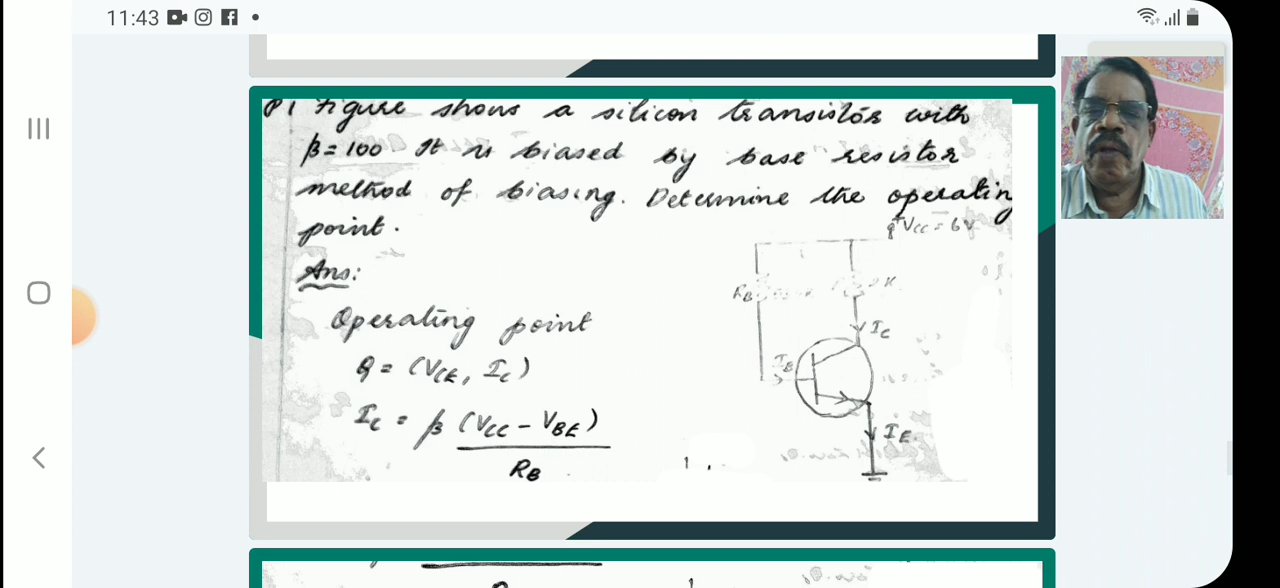 11:43
P1 Figure shows a silicon transistor with
β=100 It is biased by base resistor
method of biasing. Determine the operating
point.
Ans:
Operating point
Q = (VCE, IC)
IC = β (VCC - VBE)
RB
VCC = 6V
RB
K
IC
IB
IE